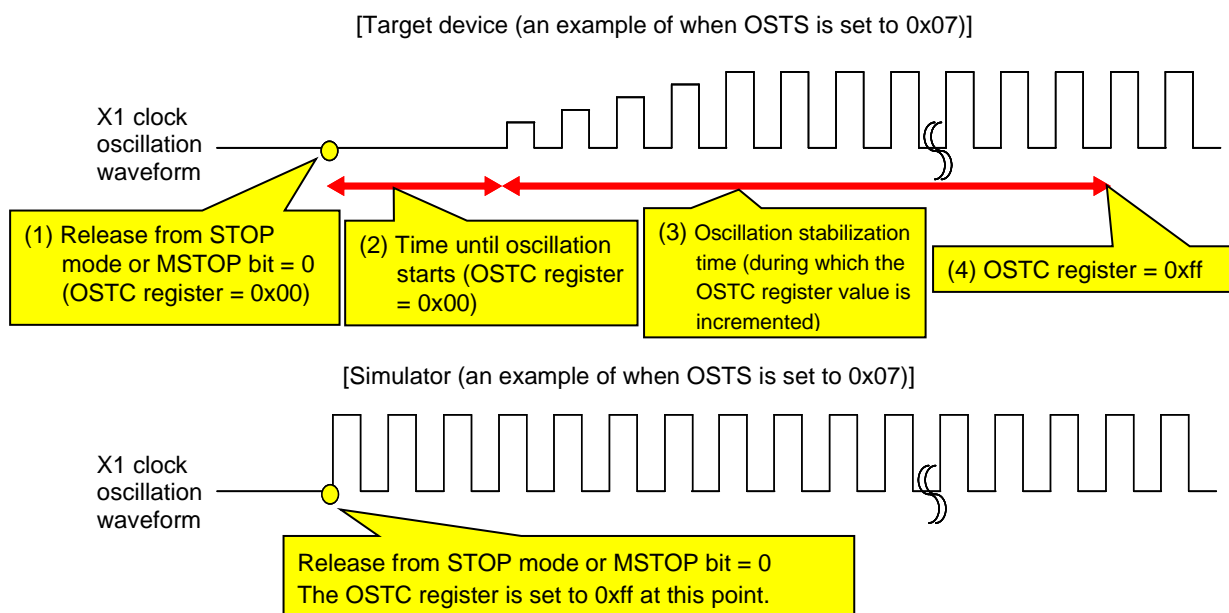 [Target device (an example of when OSTS is set to 0x07)]
X1 clock
oscillation
waveform
(1) Release from STOP
mode or MSTOP bit = 0
(OSTC register = 0x00)
(2) Time until oscillation
starts (OSTC register
= 0x00)
(3) Oscillation stabilization
time (during which the
OSTC register value is
incremented)
(4) OSTC register = 0xff
[Simulator (an example of when OSTS is set to 0x07)]
X1 clock
oscillation
waveform
Release from STOP mode or MSTOP bit = 0
The OSTC register is set to 0xff at this point.